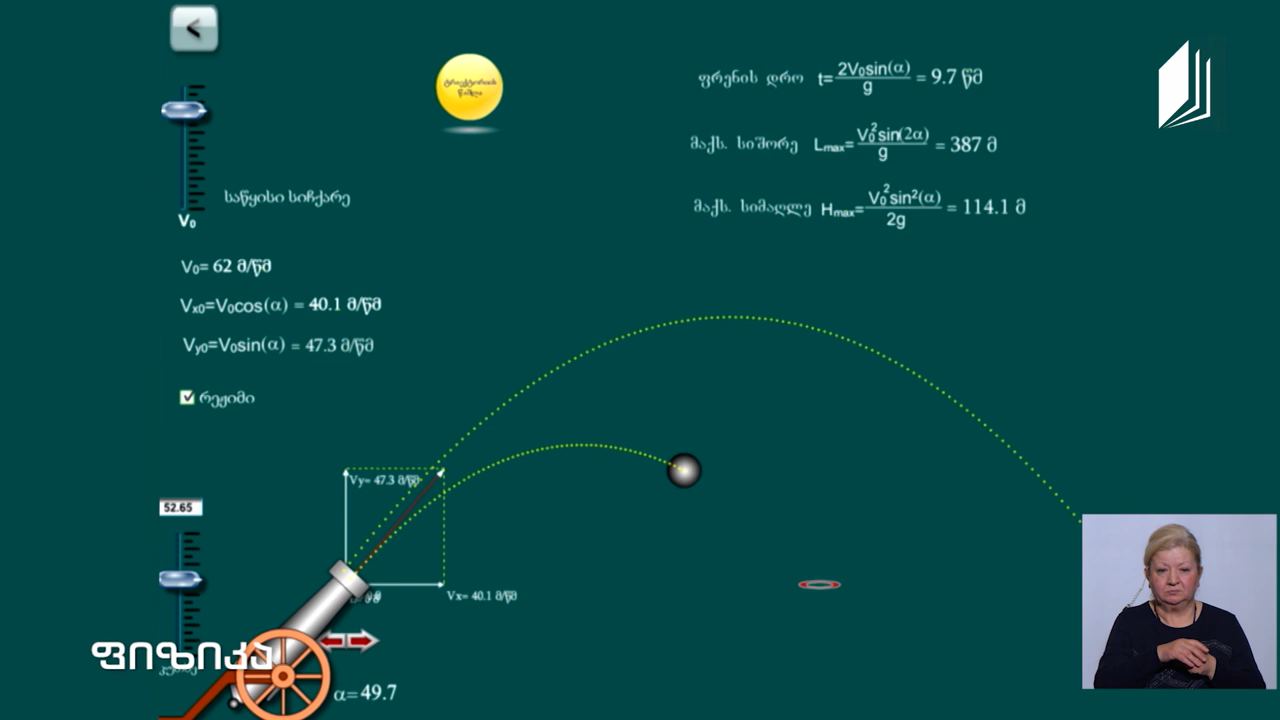 <
ტრაექტორიის
წაშლა
ფრენის დრო t=2V₀sin(α)/g = 9.7 წმ
მაქს. სიშორე Lmax=V₀²sin(2α)/g = 387 მ
საწყისი სიჩქარე
მაქს. სიმაღლე Hmax=V₀²sin²(α)/2g = 114.1 მ
V₀
V₀= 62 მ/წმ
Vx0=V₀cos(α) = 40.1 მ/წმ
Vy0=V₀sin(α) = 47.3 მ/წმ
რეჟიმი
Vy= 47.3 მ/წმ
52.65
Vx= 40.1 მ/წმ
ფიზიკა
α=49.7